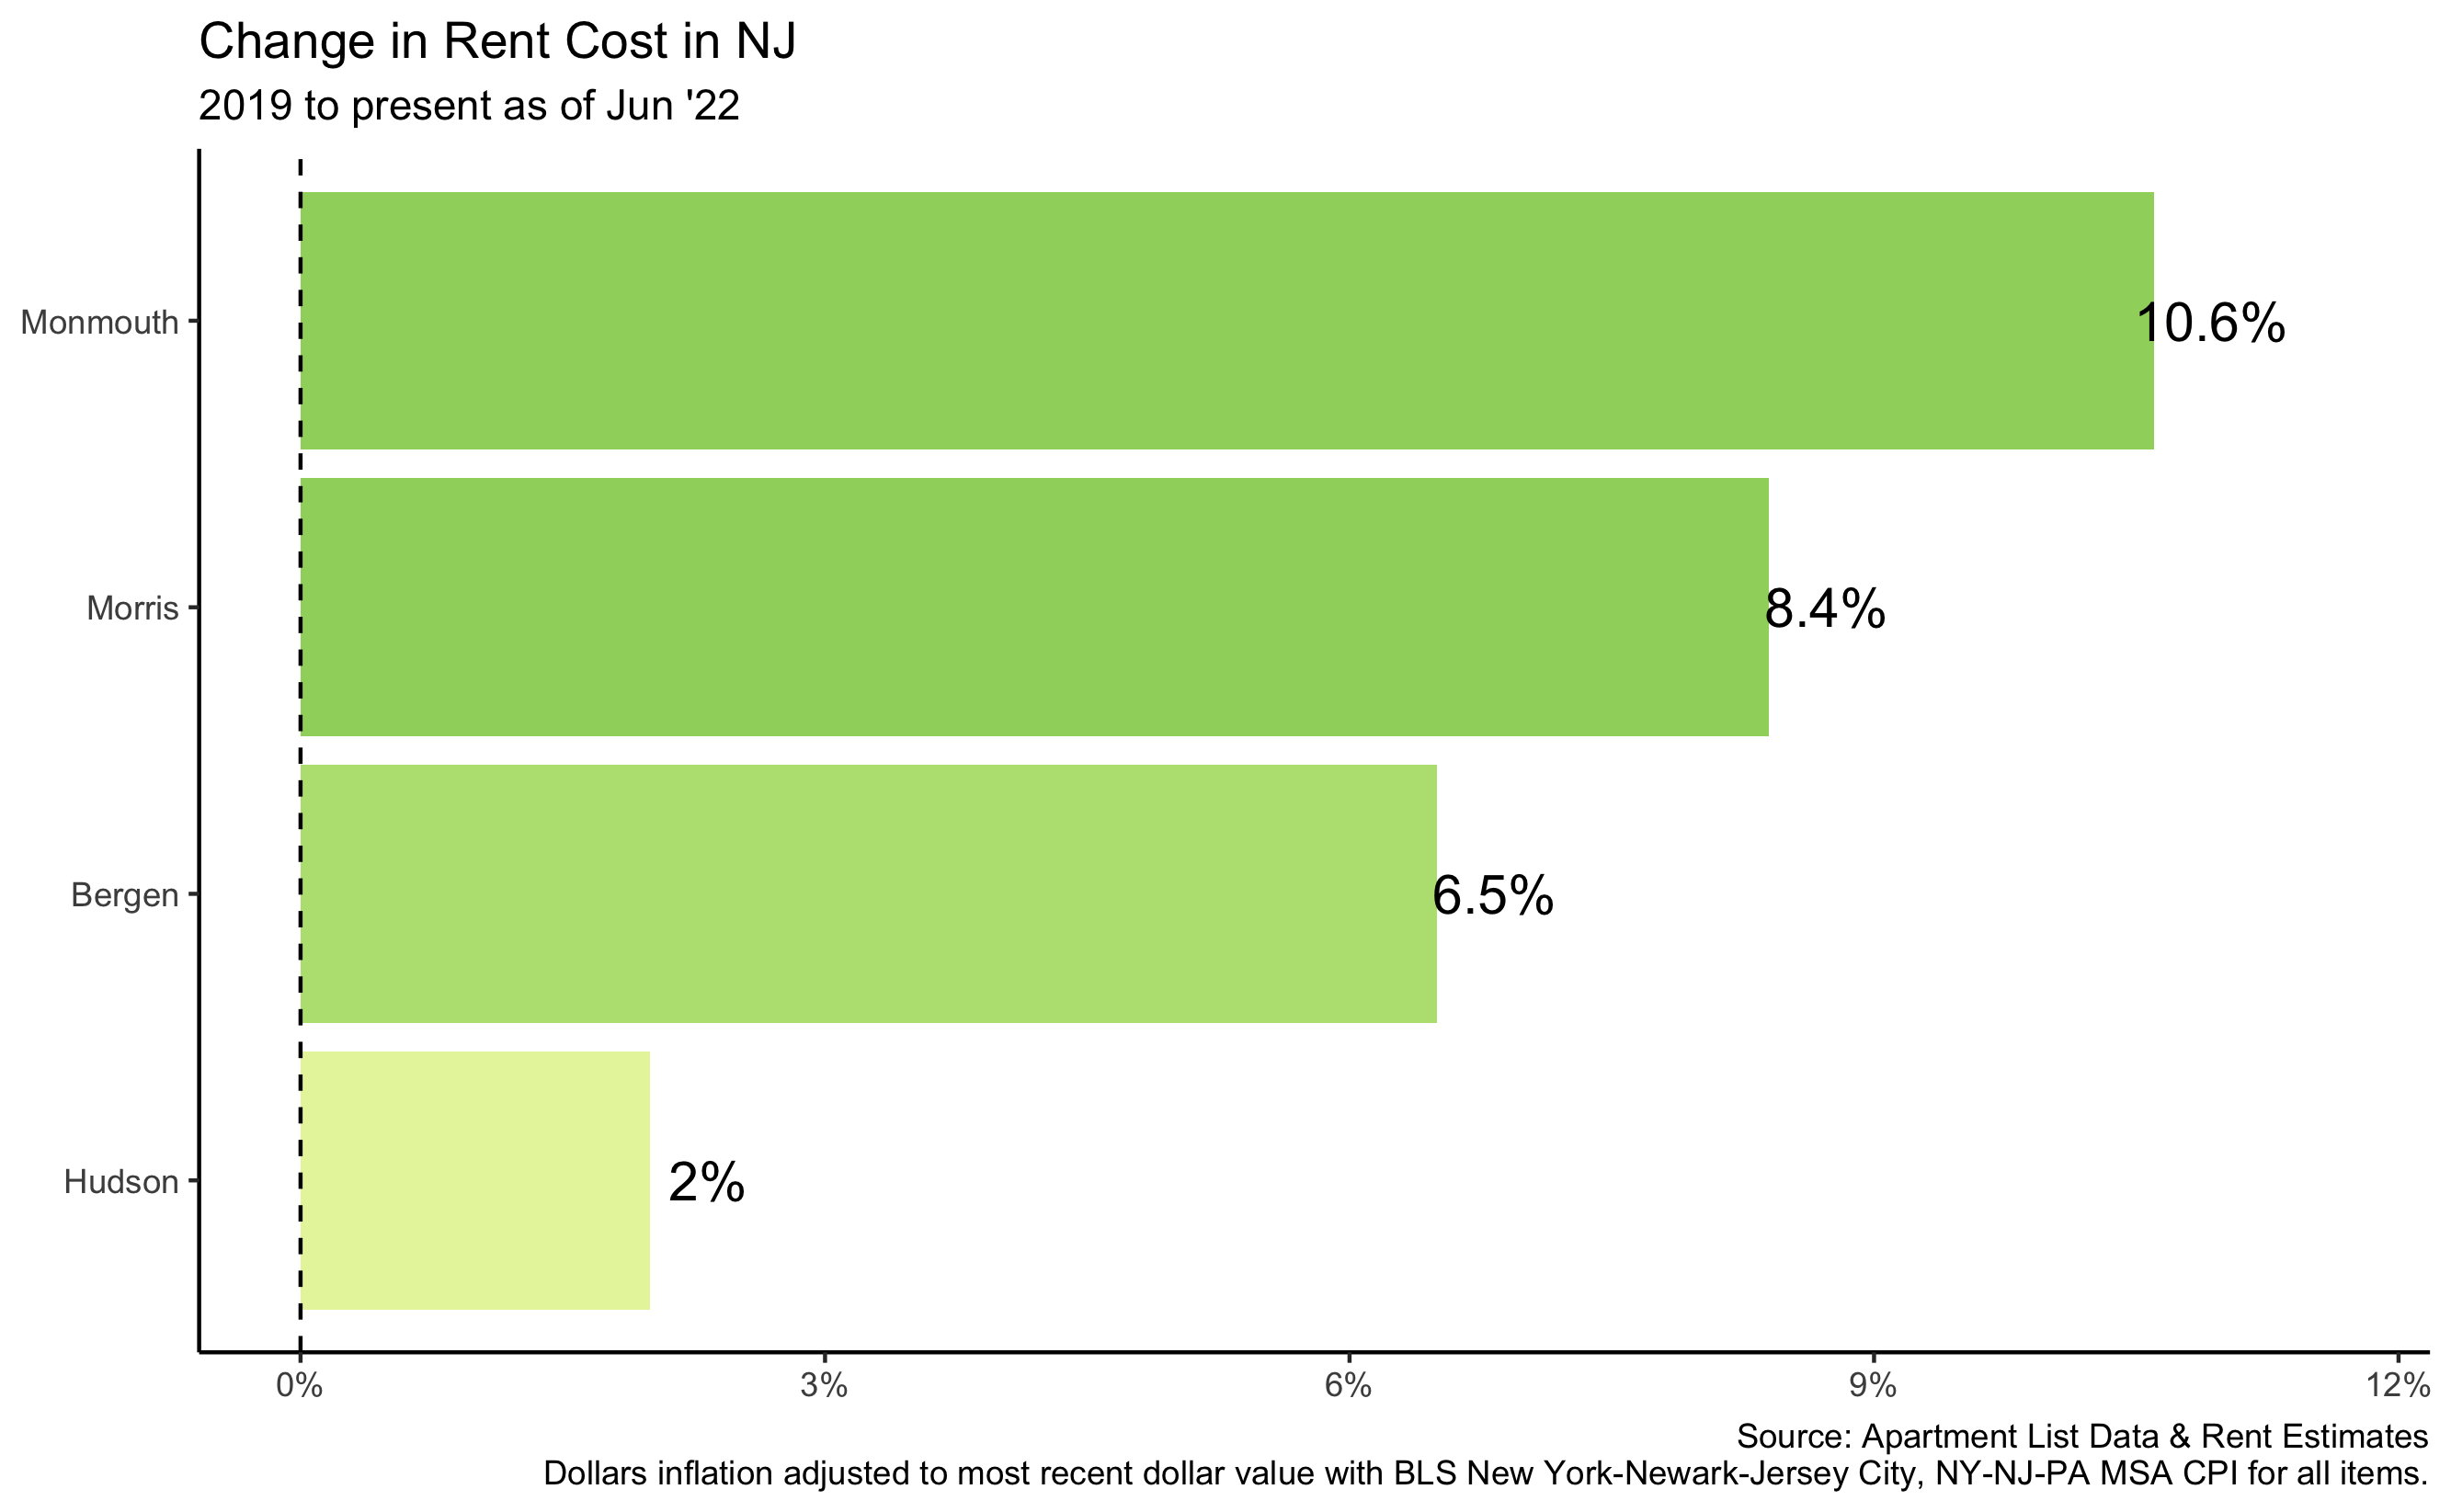 Change in Rent Cost in NJ
2019 to present as of Jun '22
Monmouth
10.6%
Morris
8.4%
Bergen
6.5%
Hudson
2%
0% 3% 6% 9% 12%
Source: Apartment List Data & Rent Estimates
Dollars inflation adjusted to most recent dollar value with BLS New York-Newark-Jersey City, NY-NJ-PA MSA CPI for all items.